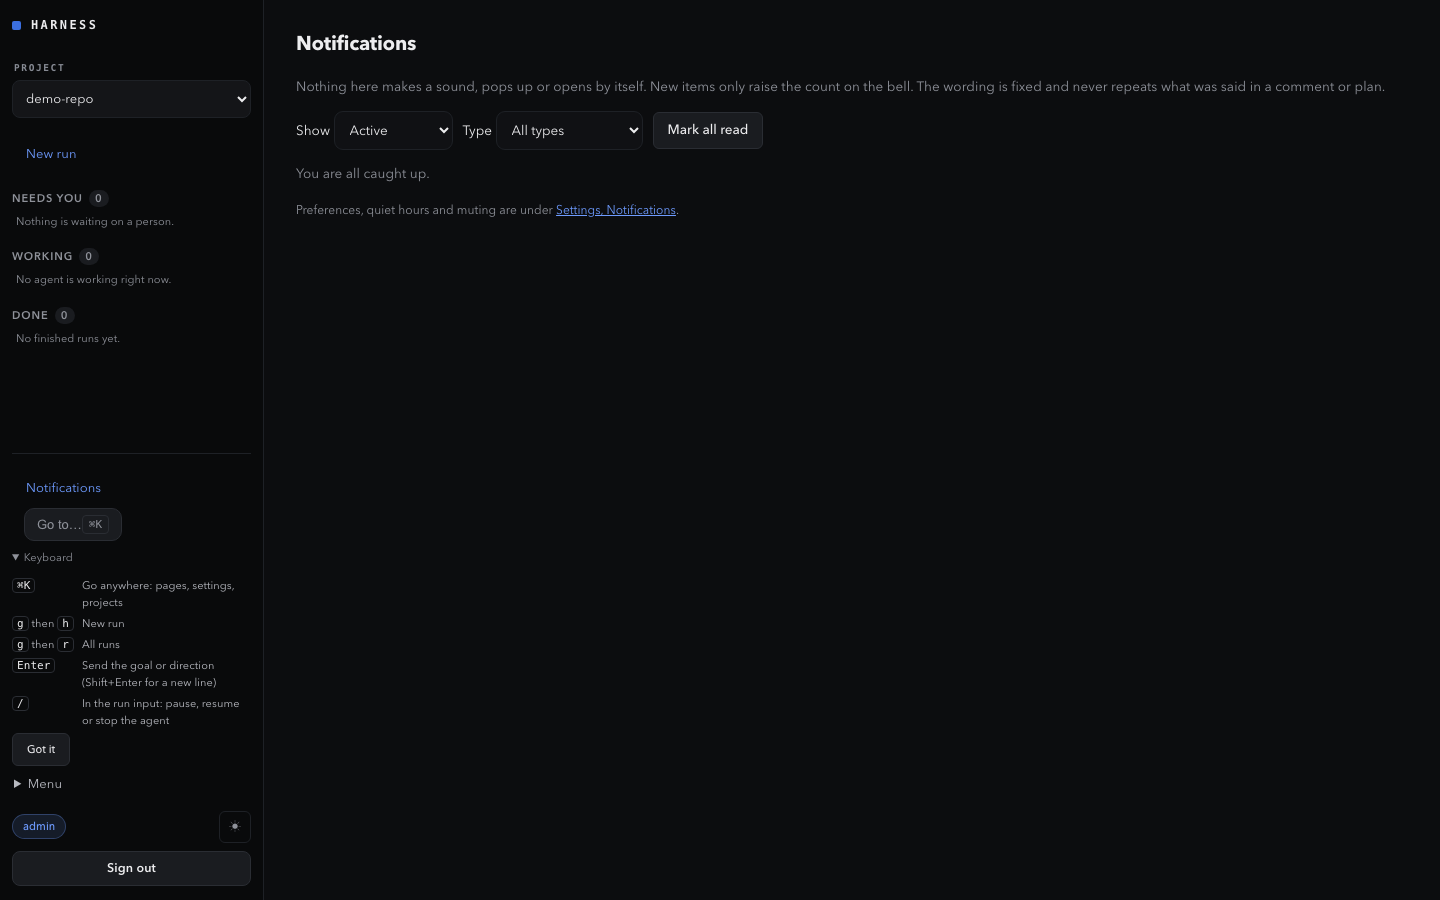 HARNESS
PROJECT
demo-repo
New run
NEEDS YOU 0
Nothing is waiting on a person.
WORKING 0
No agent is working right now.
DONE 0
No finished runs yet.
Notifications
Go to… ⌘K
Keyboard
⌘K Go anywhere: pages, settings,
projects
g then h New run
g then r All runs
Enter Send the goal or direction
(Shift+Enter for a new line)
/ In the run input: pause, resume
or stop the agent
Got it
Menu
admin
Sign out
Notifications
Nothing here makes a sound, pops up or opens by itself. New items only raise the count on the bell. The wording is fixed and never repeats what was said in a comment or plan.
Show Active Type All types Mark all read
You are all caught up.
Preferences, quiet hours and muting are under Settings, Notifications.